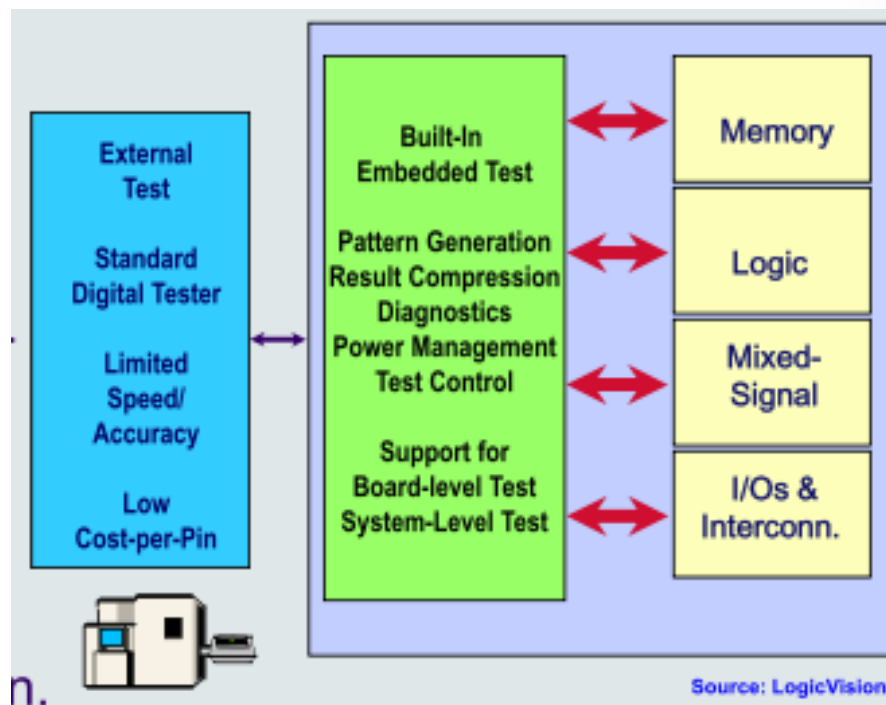 External
Test
Standard
Digital Tester
Limited
Speed/
Accuracy
Low
Cost-per-Pin
Built-In
Embedded Test
Pattern Generation
Result Compression
Diagnostics
Power Management
Test Control
Support for
Board-level Test
System-Level Test
Memory
Logic
Mixed-
Signal
I/Os &
Interconn.
n.
Source: LogicVision